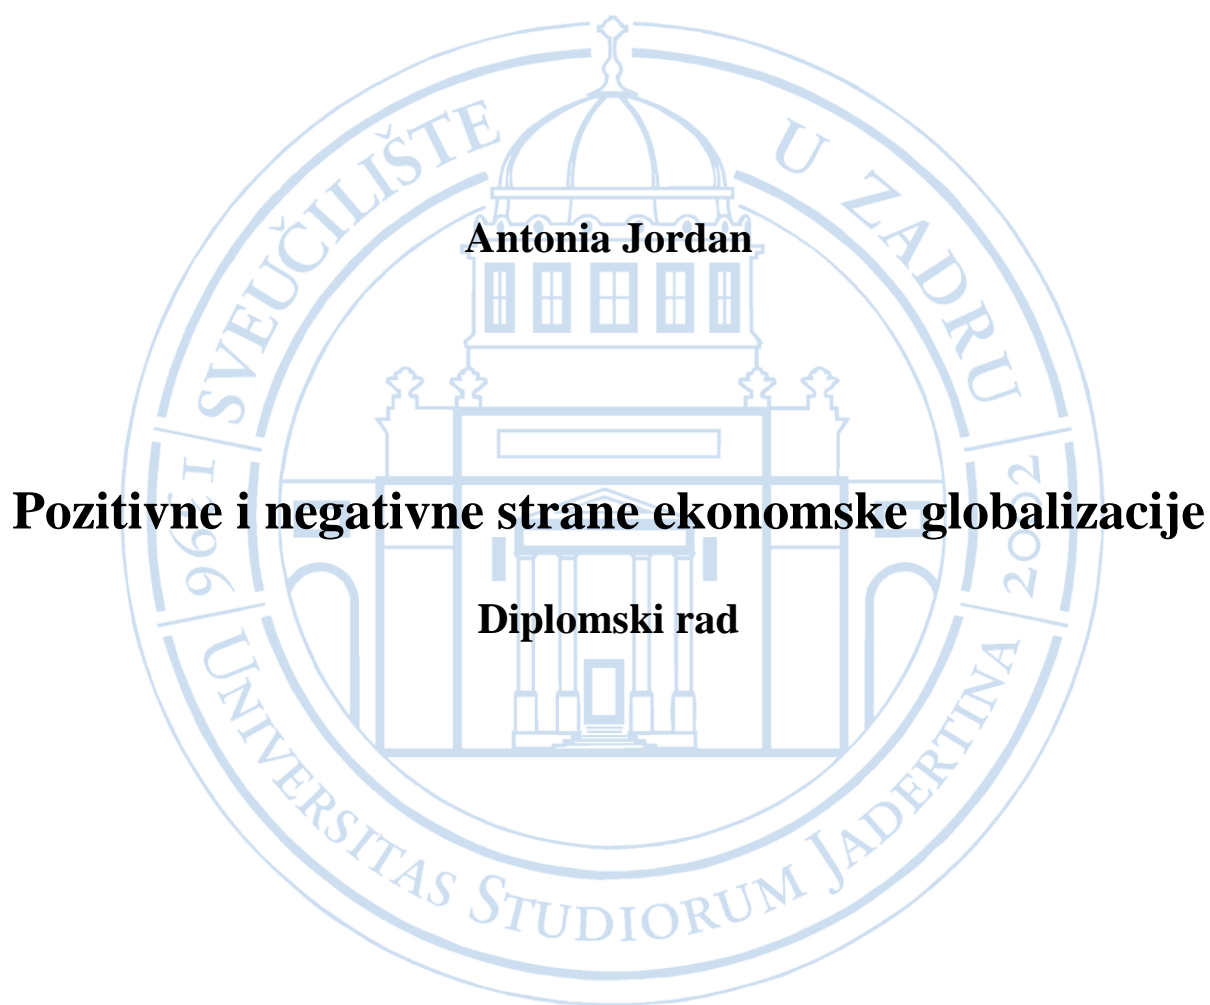 SVEUČILIŠTE U ZADRU
Antonia Jordan
1396
2002
Pozitivne i negativne strane ekonomske globalizacije
Diplomski rad
UNIVERSITAS STUDIORUM JADERTINA